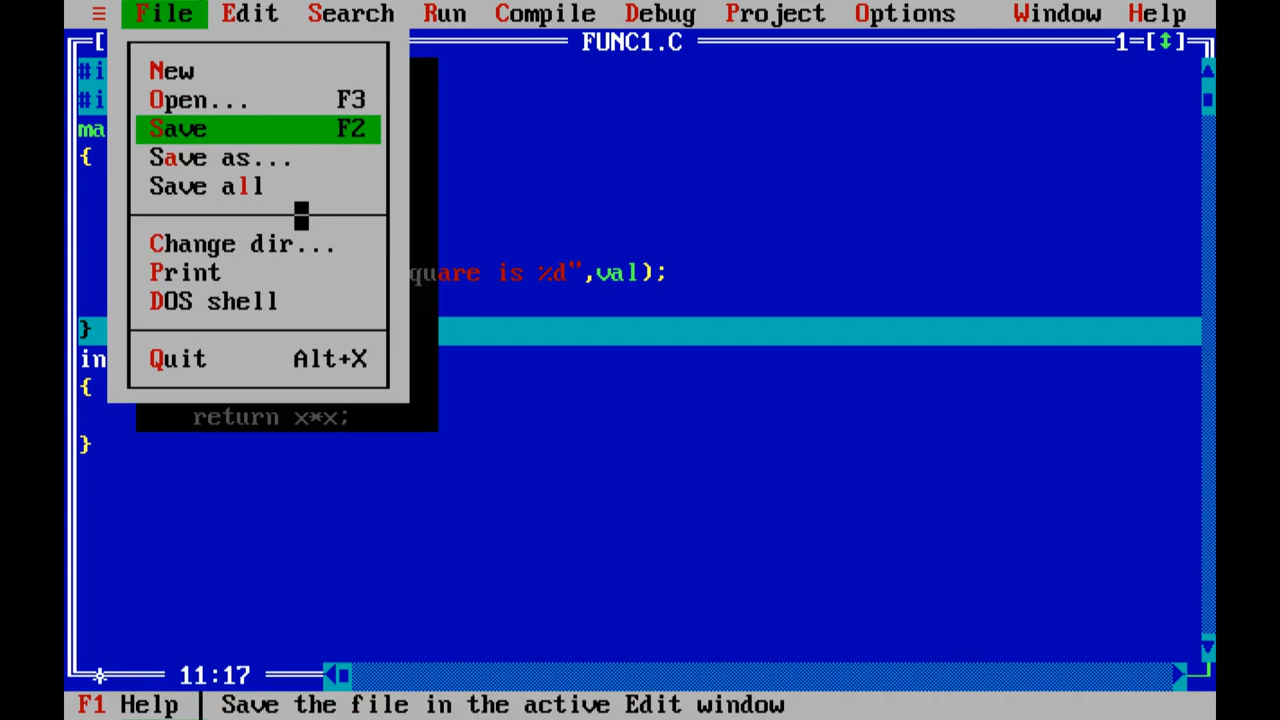 ≡ File Edit Search Run Compile Debug Project Options Window Help
[ FUNC1.C 1=[↕]
#i
New
#i
Open... F3
ma
Save F2
{
Save as...
Save all
Change dir...
Print quare is %d",val);
DOS shell
}
in
Quit Alt+X
{
return x*x;
}
11:17
F1 Help | Save the file in the active Edit window